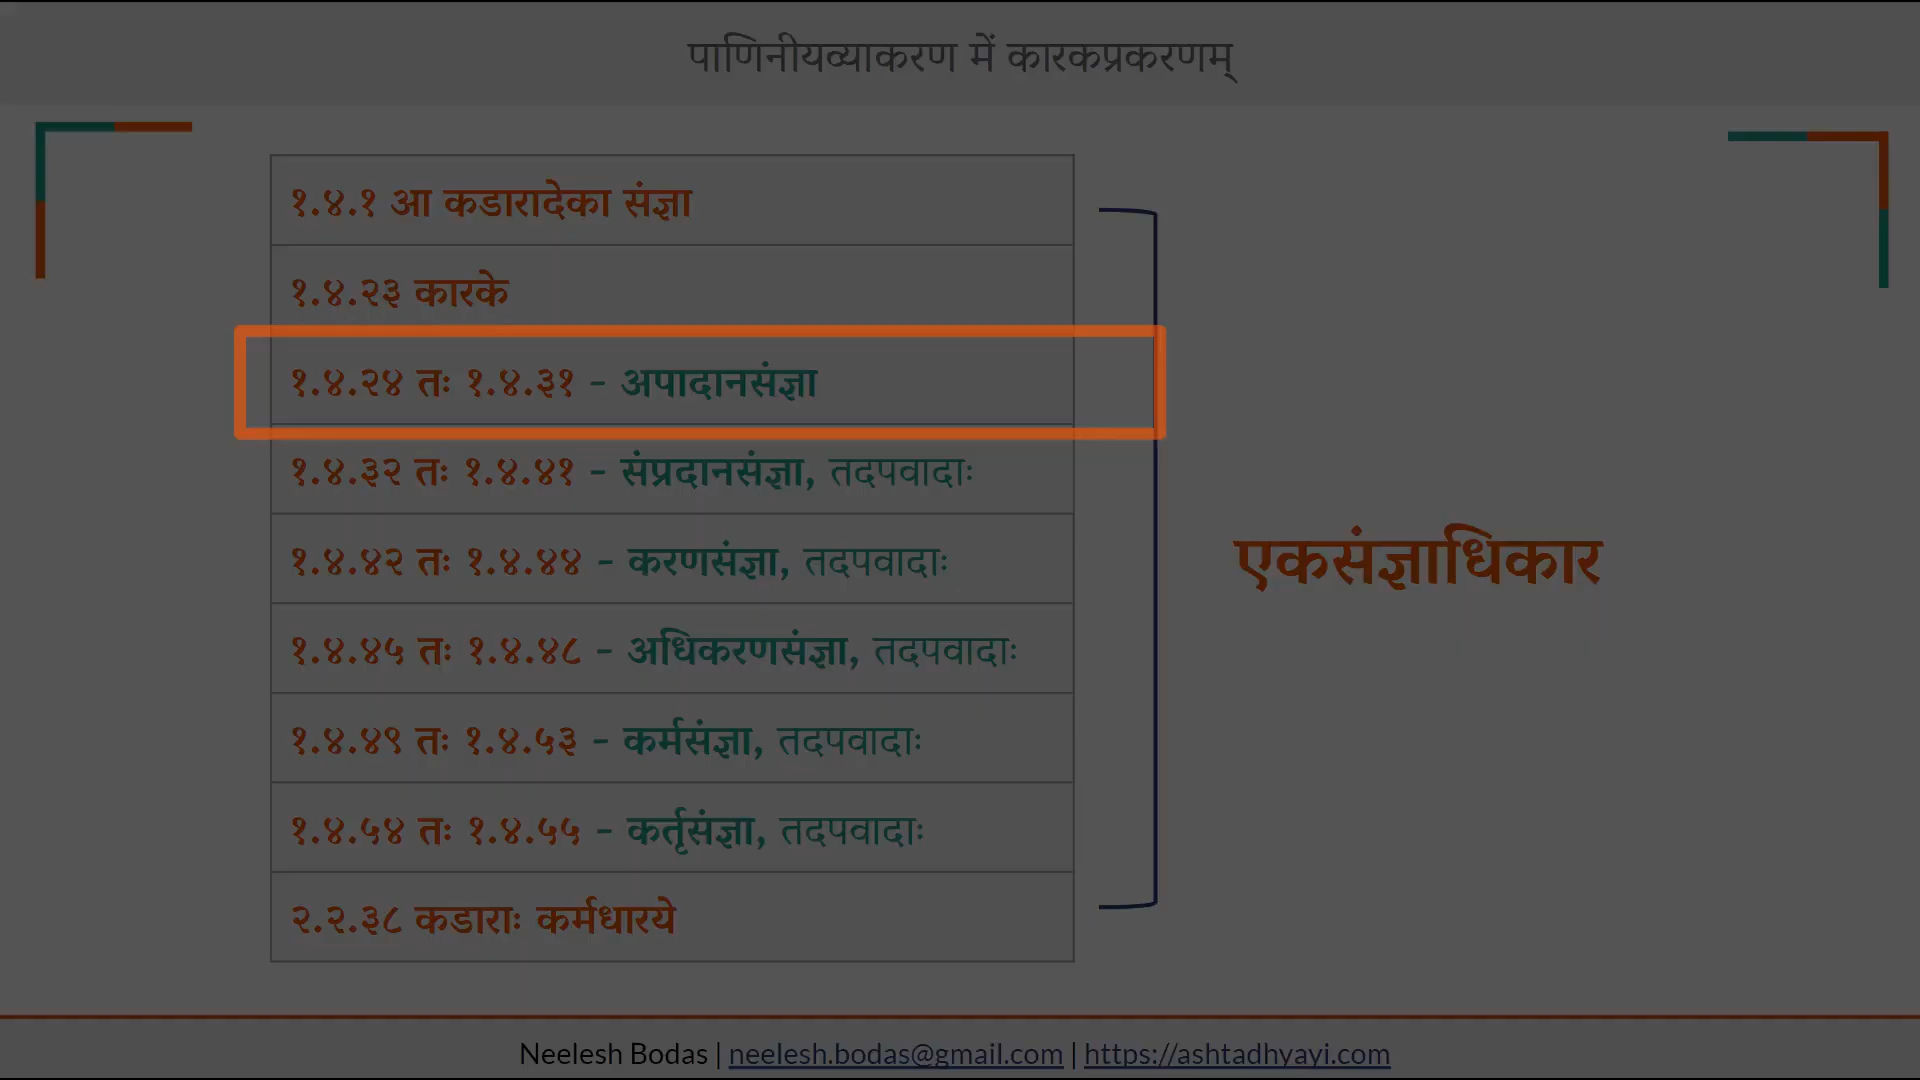 पाणिनीयव्याकरण में कारकप्रकरणम्
१.४.१ आ कडारादेका संज्ञा
१.४.२३ कारके
१.४.२४ तः १.४.३१ - अपादानसंज्ञा
१.४.३२ तः १.४.४१ - संप्रदानसंज्ञा, तदपवादाः
१.४.४२ तः १.४.४४ - करणसंज्ञा, तदपवादाः
१.४.४५ तः १.४.४८ - अधिकरणसंज्ञा, तदपवादाः
१.४.४९ तः १.४.५३ - कर्मसंज्ञा, तदपवादाः
१.४.५४ तः १.४.५५ - कर्तृसंज्ञा, तदपवादाः
२.२.३८ कडाराः कर्मधारये
एकसंज्ञाधिकार
Neelesh Bodas | neelesh.bodas@gmail.com | https://ashtadhyayi.com